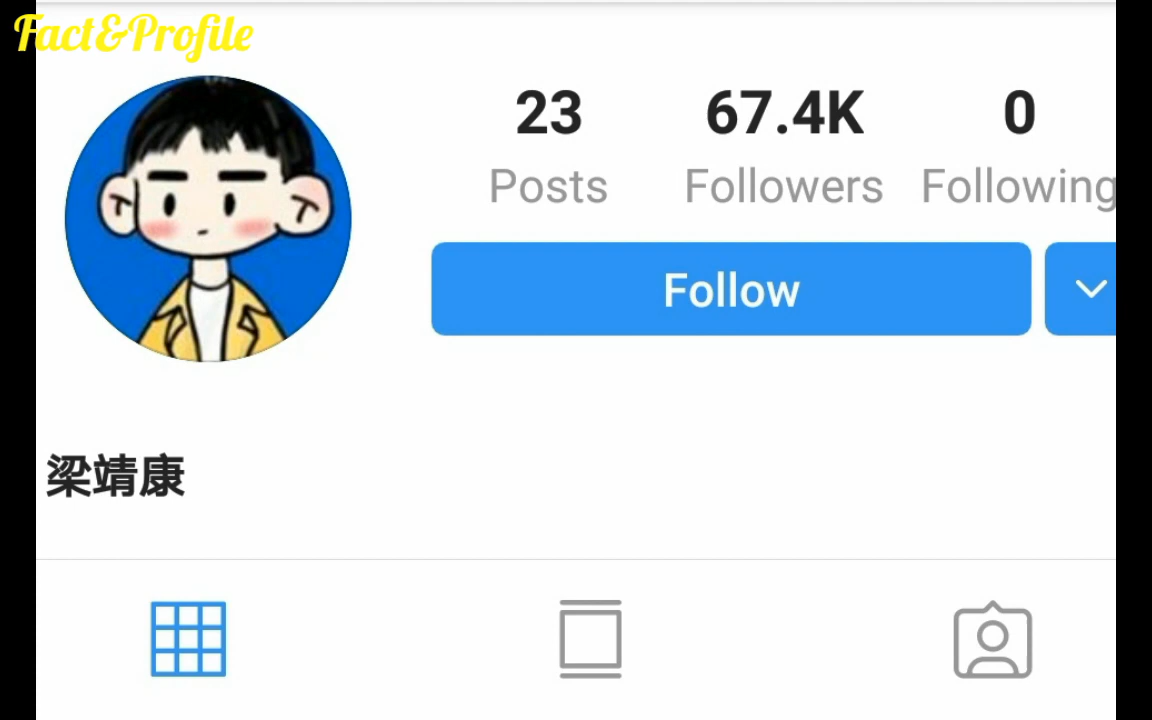 Fact&Profile
23 67.4K 0
Posts Followers Following
Follow
梁靖康